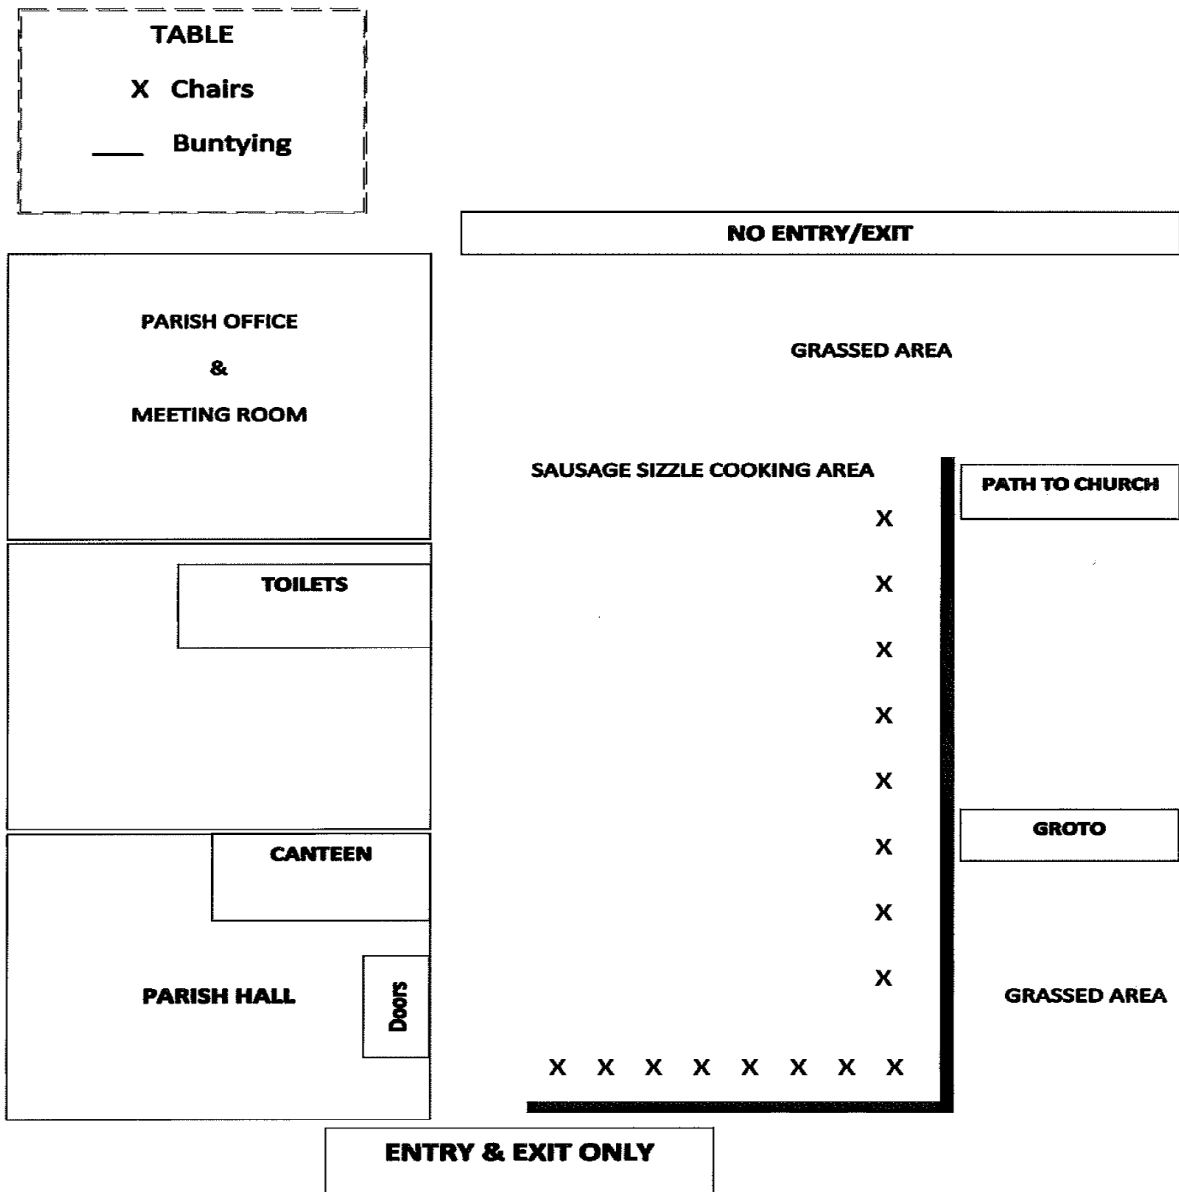 TABLE
X Chairs
Buntying
NO ENTRY/EXIT
PARISH OFFICE
&
MEETING ROOM
GRASSED AREA
SAUSAGE SIZZLE COOKING AREA
PATH TO CHURCH
X
X
X
X
X
X
X
X
TOILETS
GROTO
CANTEEN
PARISH HALL
Doors
GRASSED AREA
X X X X X X X X
ENTRY & EXIT ONLY